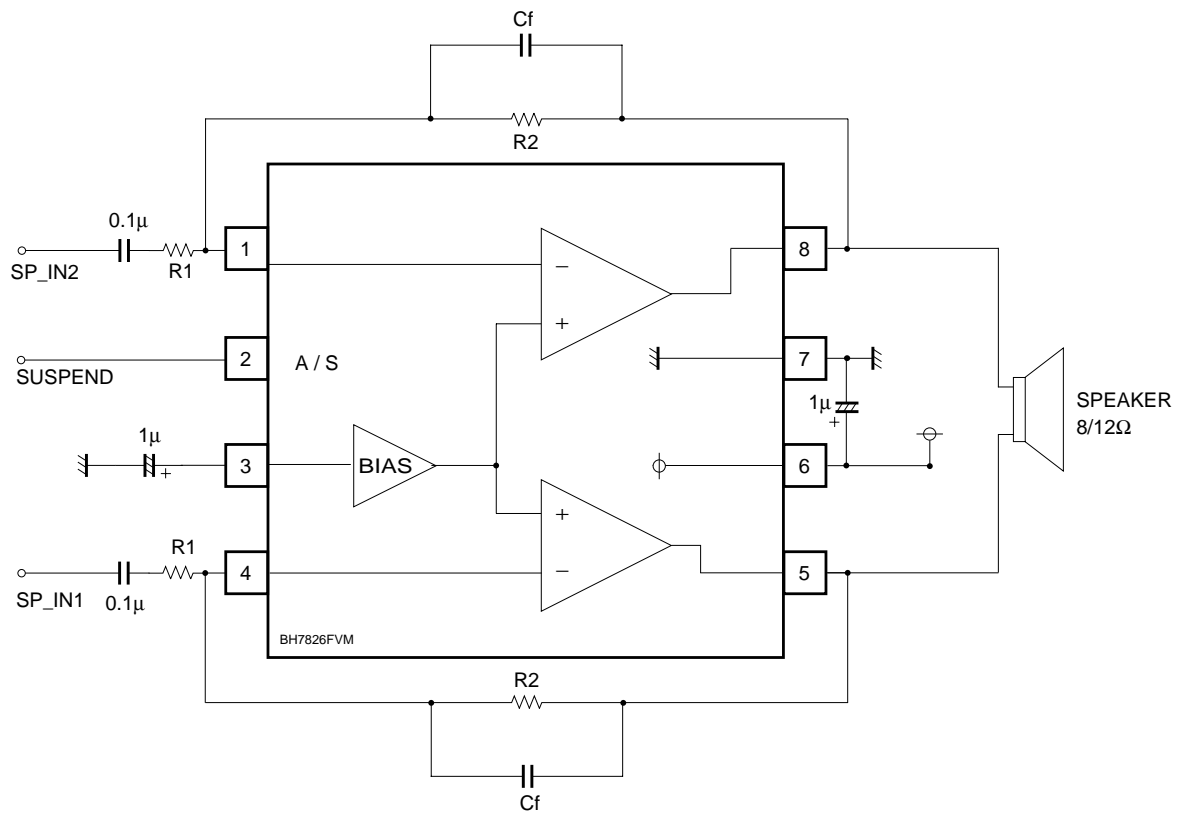 Cf
R2
0.1μ
R1
SP_IN2
1
8
−
+
SUSPEND
2
A / S
7
1μ
+
SPEAKER
8/12Ω
1μ
+
3
BIAS
6
+
−
R1
0.1μ
SP_IN1
4
5
BH7826FVM
R2
Cf